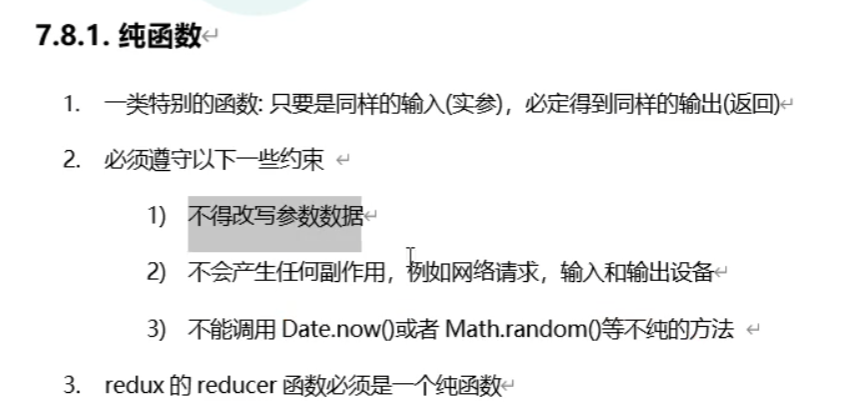 7.8.1. 纯函数
1. 一类特别的函数: 只要是同样的输入(实参)，必定得到同样的输出(返回)
2. 必须遵守以下一些约束
1) 不得改写参数数据
2) 不会产生任何副作用，例如网络请求，输入和输出设备
3) 不能调用 Date.now()或者 Math.random()等不纯的方法
3. redux 的 reducer 函数必须是一个纯函数